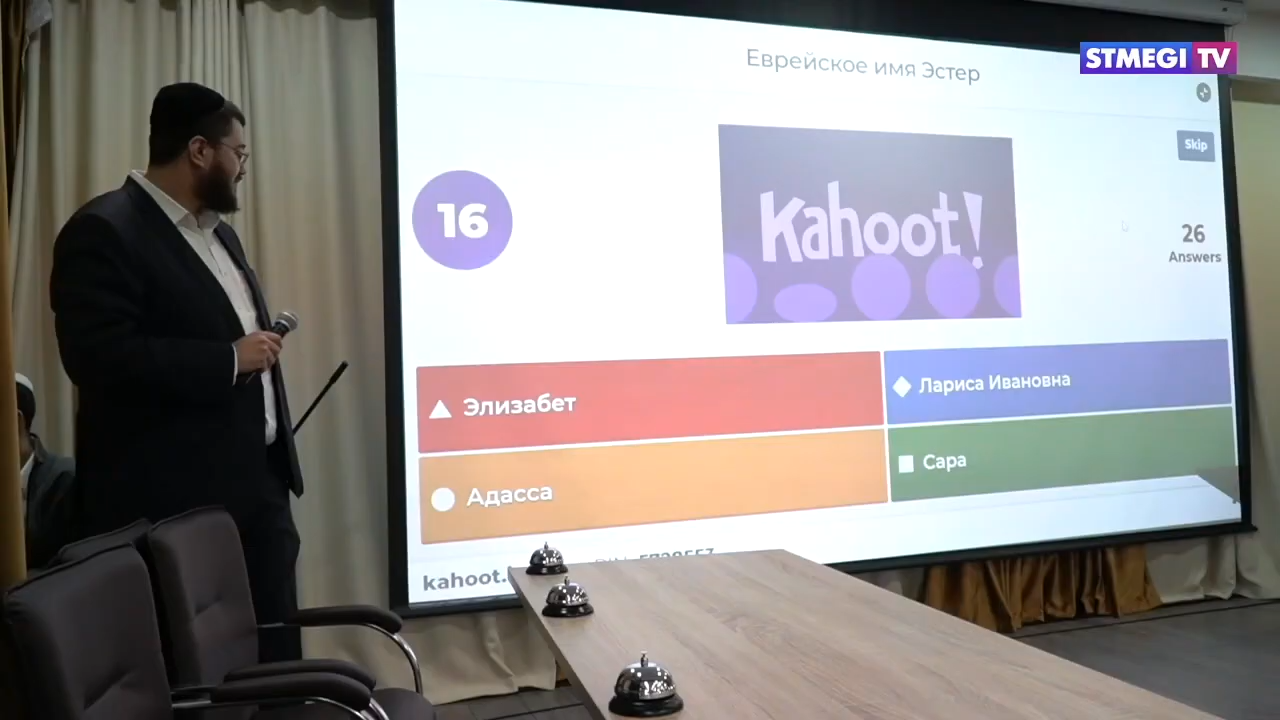 STMEGI TV
Еврейское имя Эстер
Skip
16
Kahoot!
26
Answers
Элизабет
Лариса Ивановна
Адасса
Сара
kahoot.